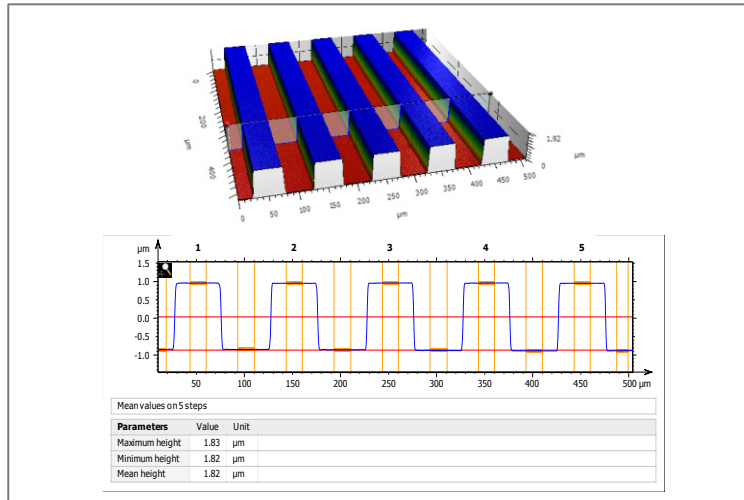 0
200
µm
400
1.92
0
µm
0
50
100
150
200
250
300
350
400
450
500
µm
µm
1 2 3 4 5
1.5
1.0
0.5
0.0
-0.5
-1.0
50 100 150 200 250 300 350 400 450 500 µm
Mean values on 5 steps
Parameters Value Unit
Maximum height 1.83 µm
Minimum height 1.82 µm
Mean height 1.82 µm